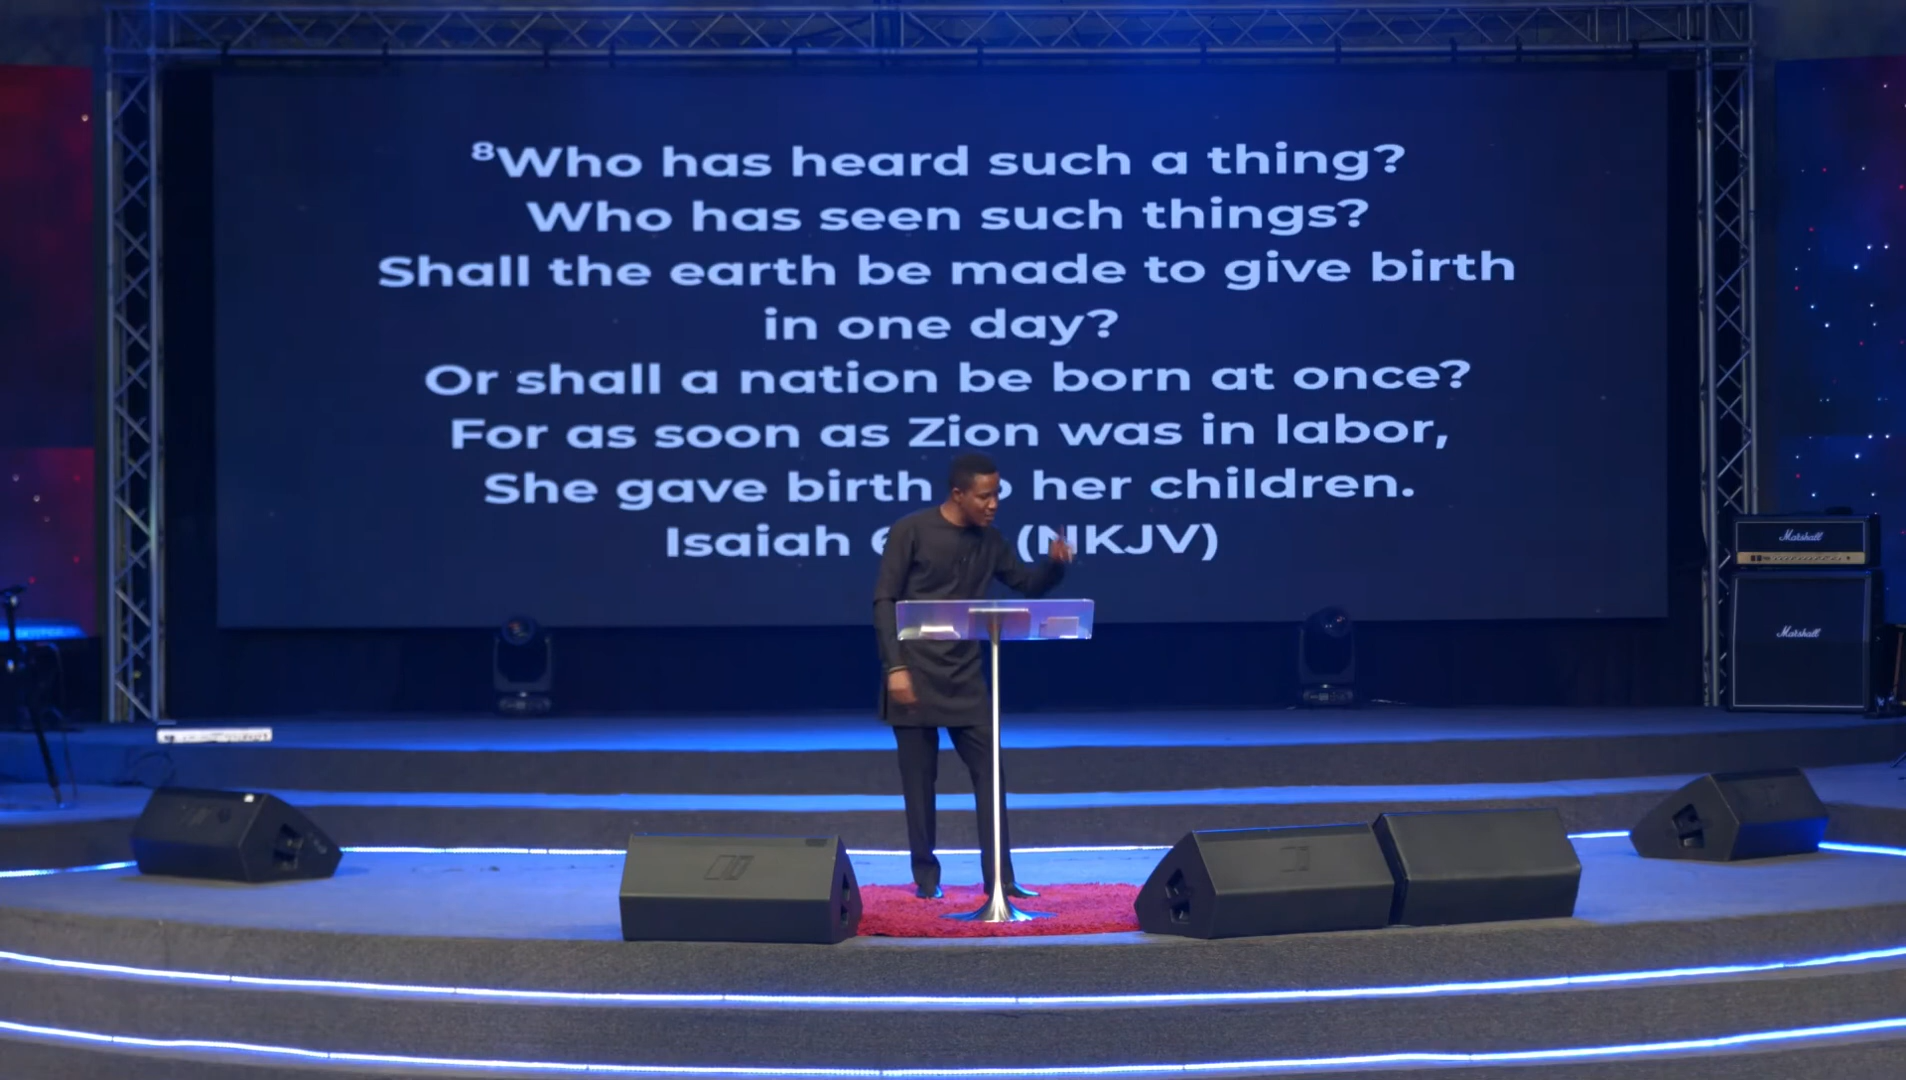 ⁸Who has heard such a thing?
Who has seen such things?
Shall the earth be made to give birth
in one day?
Or shall a nation be born at once?
For as soon as Zion was in labor,
She gave birth her children.
Isaiah (NKJV)
Marshall
Marshall